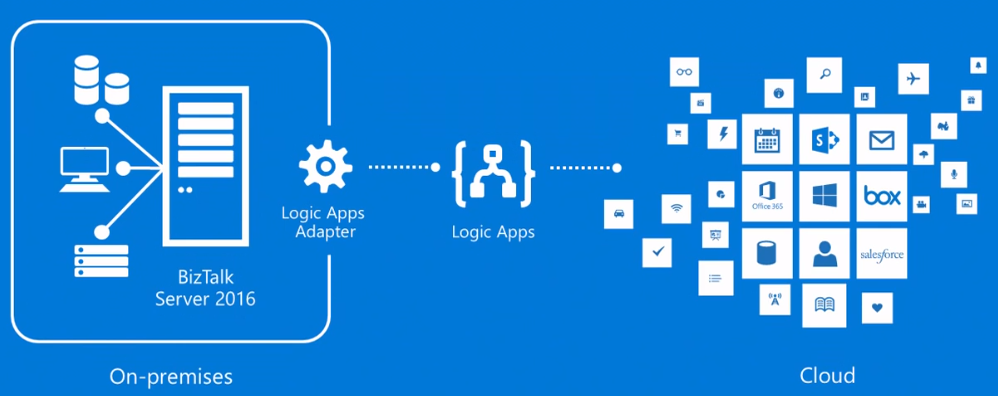 BizTalk
Server 2016
Logic Apps
Adapter
Logic Apps
S
Office 365
box
salesforce
On-premises
Cloud